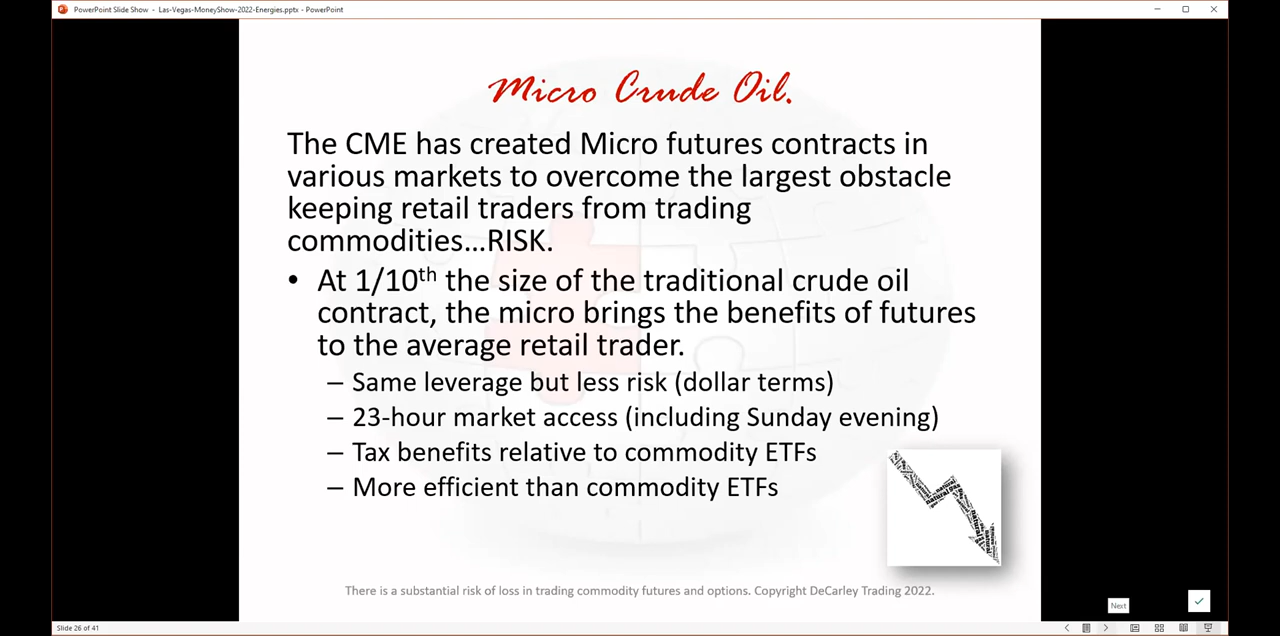 PowerPoint Slide Show - Las-Vegas-MoneyShow-2022-Energies.pptx - PowerPoint
Micro Crude Oil.
The CME has created Micro futures contracts in
various markets to overcome the largest obstacle
keeping retail traders from trading
commodities...RISK.
• At 1/10th the size of the traditional crude oil
contract, the micro brings the benefits of futures
to the average retail trader.
– Same leverage but less risk (dollar terms)
– 23-hour market access (including Sunday evening)
– Tax benefits relative to commodity ETFs
– More efficient than commodity ETFs
natural gas
natural
There is a substantial risk of loss in trading commodity futures and options. Copyright DeCarley Trading 2022.
Next
Slide 26 of 41